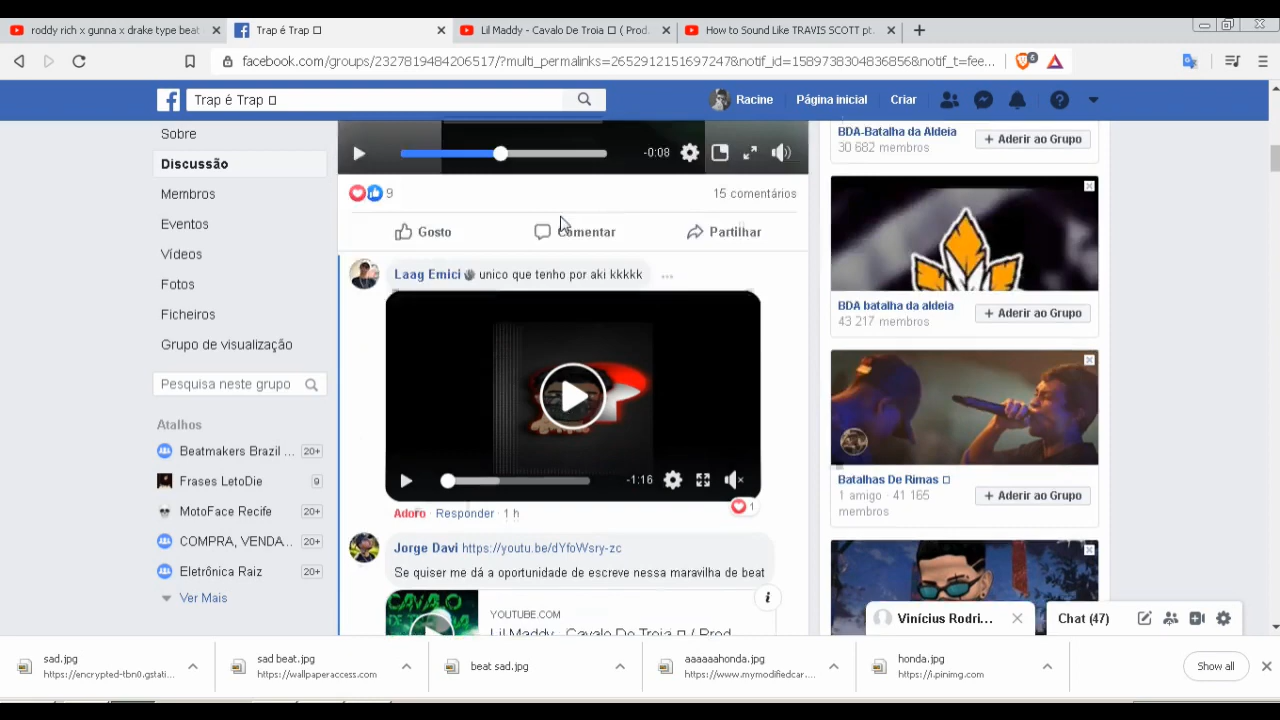 roddy rich x gunna x drake type beat
Trap é Trap
Lil Maddy - Cavalo De Troia ( Prod.
How to Sound Like TRAVIS SCOTT pt.
facebook.com/groups/2327819484206517/?multi_permalinks=2652912151697247&notif_id=1589738304836856&notif_t=fee...
6
Trap é Trap
Racine
Página inicial
Criar
Sobre
Discussão
Membros
Eventos
Vídeos
Fotos
Ficheiros
Grupo de visualização
Pesquisa neste grupo
Atalhos
Beatmakers Brazil ... 20+
Frases LetoDie 9
MotoFace Recife 20+
COMPRA, VENDA... 20+
Eletrônica Raiz 20+
Ver Mais
-0:08
9
15 comentários
Gosto
Comentar
Partilhar
Laag Emici unico que tenho por aki kkkkk
-1:16
1
Adoro · Responder · 1 h
Jorge Davi https://youtu.be/dYfoWsry-zc
Se quiser me dá a oportunidade de escreve nessa maravilha de beat
CAVALO
YOUTUBE.COM
Lil Maddy - Cavalo De Troia ( Prod
BDA-Batalha da Aldeia
30 682 membros
+ Aderir ao Grupo
BDA batalha da aldeia
43 217 membros
+ Aderir ao Grupo
Batalhas De Rimas
1 amigo · 41 165
membros
+ Aderir ao Grupo
Vinícius Rodri...
Chat (47)
sad.jpg
https://encrypted-tbn0.gstati...
sad beat.jpg
https://wallpaperaccess.com
beat sad.jpg
aaaaaahonda.jpg
https://www.mymodifiedcar....
honda.jpg
https://i.pinimg.com
Show all